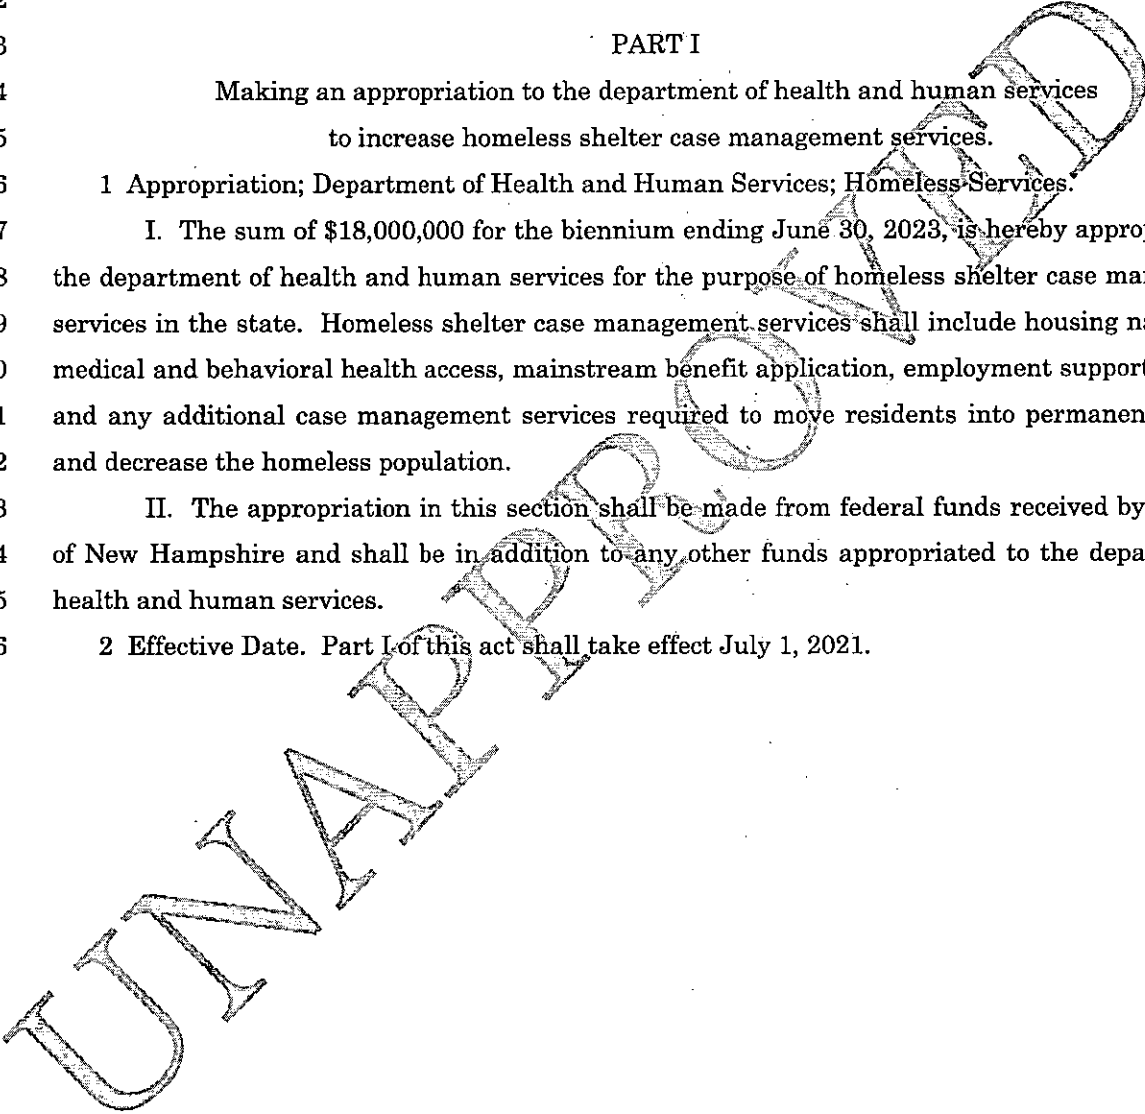 3 PART I
4 Making an appropriation to the department of health and human services
5 to increase homeless shelter case management services.
6 1 Appropriation; Department of Health and Human Services; Homeless Services.
7 I. The sum of $18,000,000 for the biennium ending June 30, 2023, is hereby appro
8 the department of health and human services for the purpose of homeless shelter case ma
9 services in the state. Homeless shelter case management services shall include housing n
0 medical and behavioral health access, mainstream benefit application, employment support
1 and any additional case management services required to move residents into permanen
2 and decrease the homeless population.
3 II. The appropriation in this section shall be made from federal funds received by
4 of New Hampshire and shall be in addition to any other funds appropriated to the depa
5 health and human services.
6 2 Effective Date. Part I of this act shall take effect July 1, 2021.
UNAPPROVED